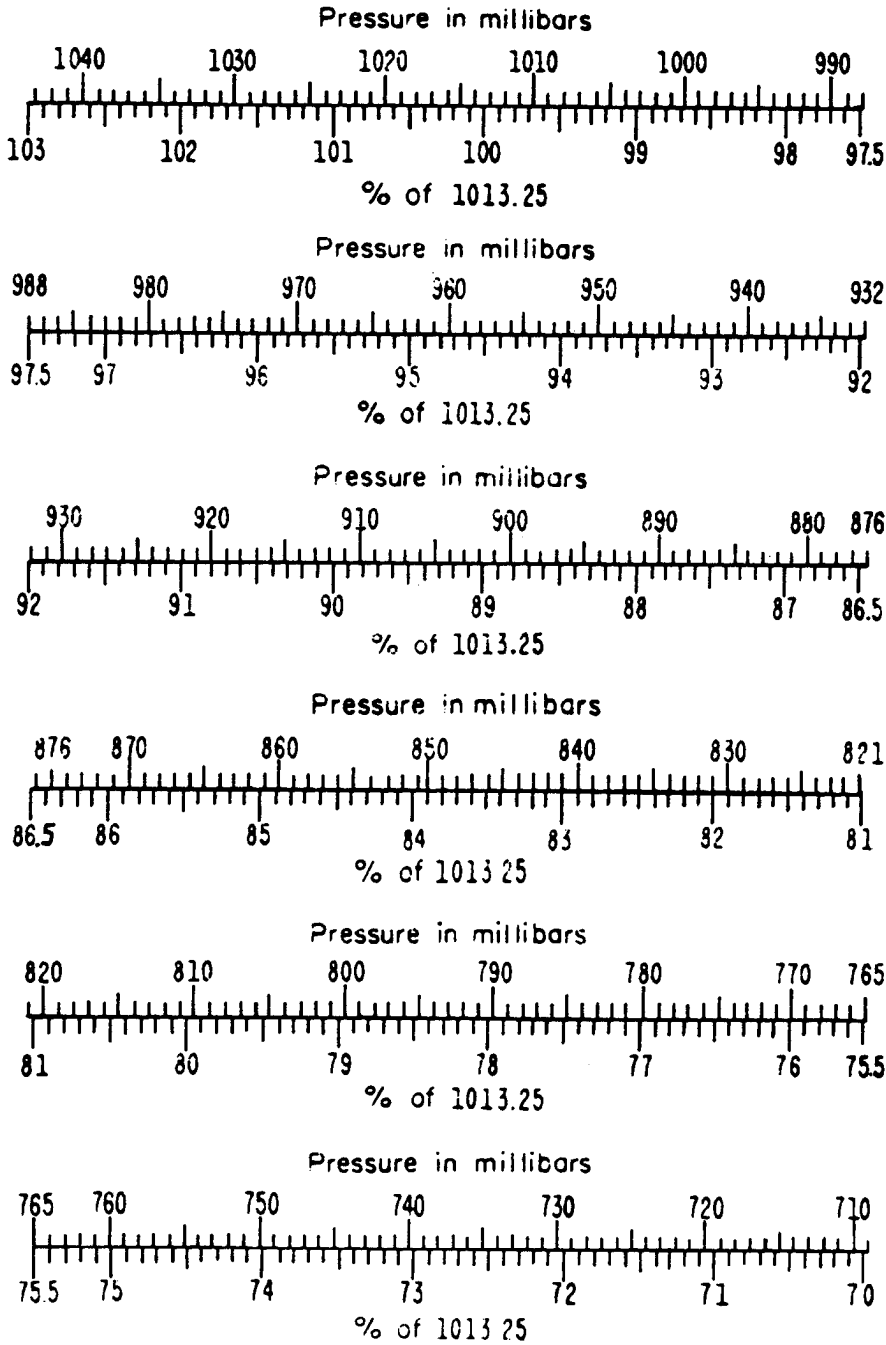 Pressure in millibars
1040 1030 1020 1010 1000 990
103 102 101 100 99 98 97.5
% of 1013.25
Pressure in millibars
988 980 970 960 950 940 932
97.5 97 96 95 94 93 92
% of 1013.25
Pressure in millibars
930 920 910 900 890 880 876
92 91 90 89 88 87 86.5
% of 1013.25
Pressure in millibars
876 870 860 850 840 830 821
86.5 86 85 84 83 82 81
% of 1013 25
Pressure in millibars
820 810 800 790 780 770 765
81 80 79 78 77 76 75.5
% of 1013.25
Pressure in millibars
765 760 750 740 730 720 710
75.5 75 74 73 72 71 70
% of 1013 25